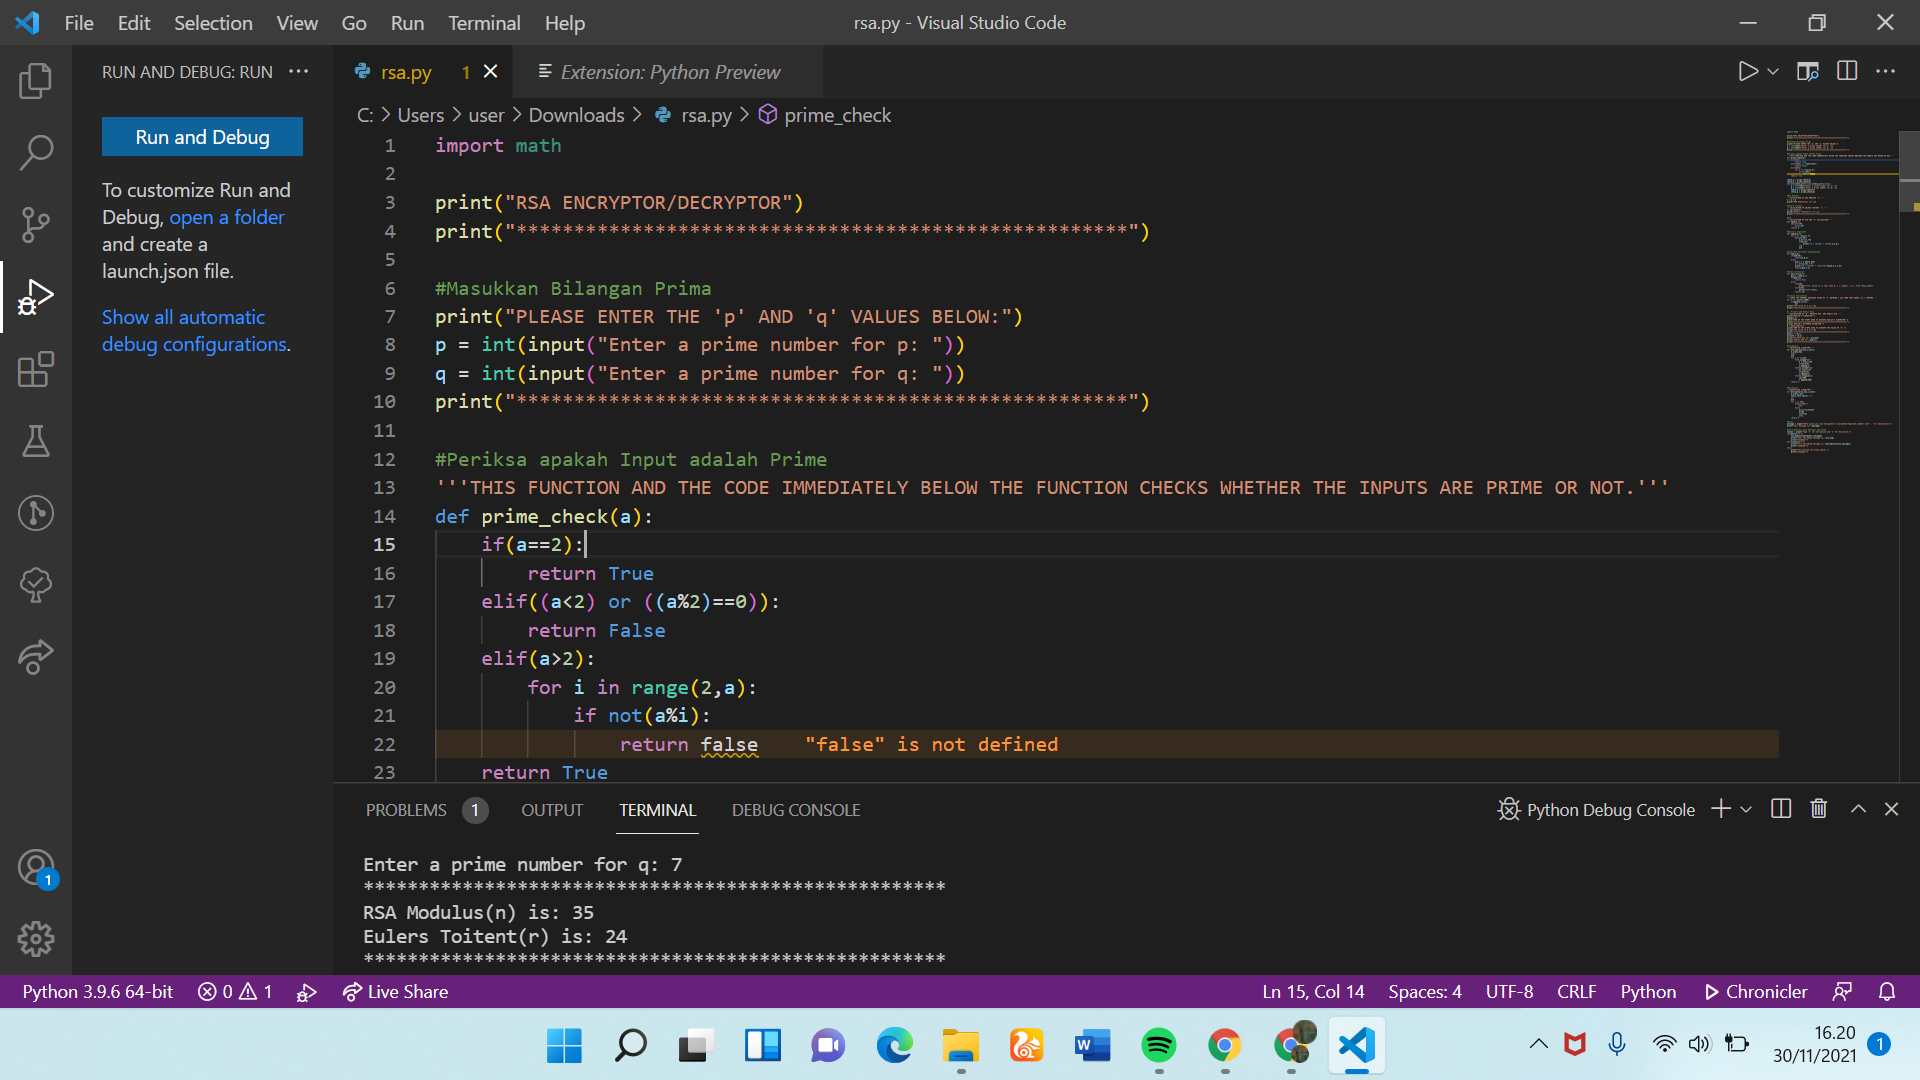 File Edit Selection View Go Run Terminal Help
rsa.py - Visual Studio Code
RUN AND DEBUG: RUN ···
Run and Debug
To customize Run and
Debug, open a folder
and create a
launch.json file.
Show all automatic
debug configurations.
rsa.py 1
Extension: Python Preview
C: > Users > user > Downloads > rsa.py > prime_check
1 import math
2
3 print("RSA ENCRYPTOR/DECRYPTOR")
4 print("*****************************************************")
5
6 #Masukkan Bilangan Prima
7 print("PLEASE ENTER THE 'p' AND 'q' VALUES BELOW:")
8 p = int(input("Enter a prime number for p: "))
9 q = int(input("Enter a prime number for q: "))
10 print("*****************************************************")
11
12 #Periksa apakah Input adalah Prime
13 '''THIS FUNCTION AND THE CODE IMMEDIATELY BELOW THE FUNCTION CHECKS WHETHER THE INPUTS ARE PRIME OR NOT.'''
14 def prime_check(a):
15 if(a==2):
16 return True
17 elif((a<2) or ((a%2)==0)):
18 return False
19 elif(a>2):
20 for i in range(2,a):
21 if not(a%i):
22 return false "false" is not defined
23 return True
PROBLEMS 1 OUTPUT TERMINAL DEBUG CONSOLE
Python Debug Console
Enter a prime number for q: 7
*****************************************************
RSA Modulus(n) is: 35
Eulers Toitent(r) is: 24
*****************************************************
1
Python 3.9.6 64-bit 0 1 Live Share
Ln 15, Col 14 Spaces: 4 UTF-8 CRLF Python Chronicler
W
16.20
30/11/2021
1